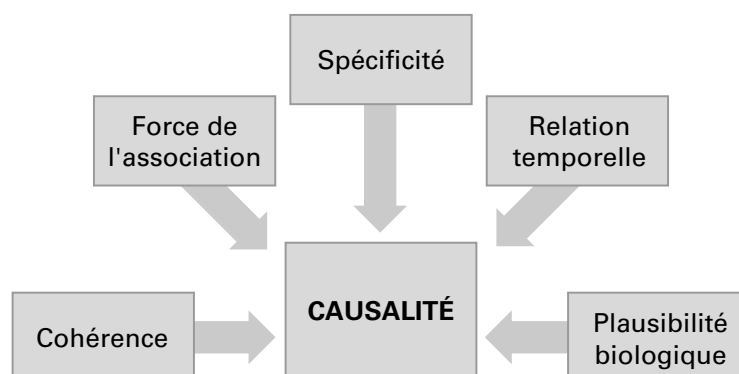 Spécificité
Force de
l'association
Relation
temporelle
CAUSALITÉ
Cohérence
Plausibilité
biologique